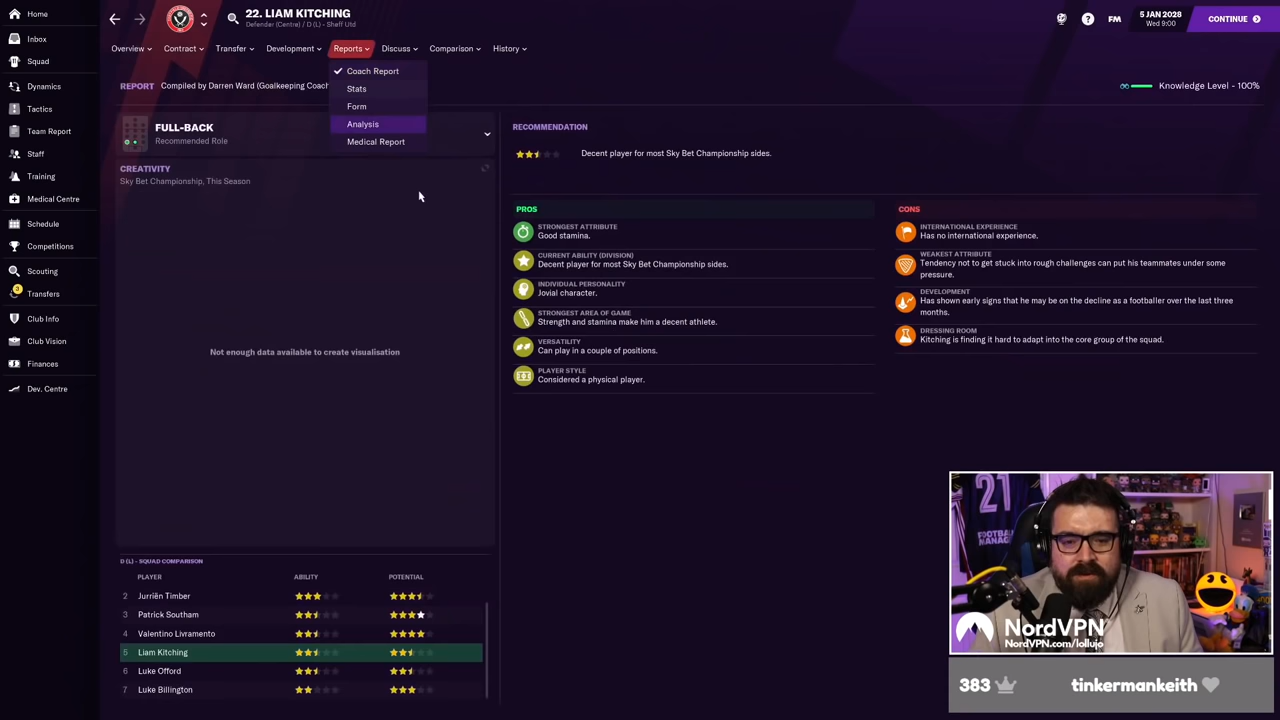 Home
Inbox
Squad
Dynamics
Tactics
Team Report
Staff
Training
Medical Centre
Schedule
Competitions
Scouting
3
Transfers
Club Info
Club Vision
Finances
Dev. Centre
22. LIAM KITCHING
Defender (Centre) / D (L) - Sheff Utd
FM
5 JAN 2028
Wed 9:00
CONTINUE
Overview
Contract
Transfer
Development
Reports
Discuss
Comparison
History
Coach Report
Stats
Form
Analysis
Medical Report
REPORT Compiled by Darren Ward (Goalkeeping Coach
Knowledge Level - 100%
FULL-BACK
Recommended Role
CREATIVITY
Sky Bet Championship, This Season
Not enough data available to create visualisation
RECOMMENDATION
Decent player for most Sky Bet Championship sides.
PROS
STRONGEST ATTRIBUTE
Good stamina.
CURRENT ABILITY (DIVISION)
Decent player for most Sky Bet Championship sides.
INDIVIDUAL PERSONALITY
Jovial character.
STRONGEST AREA OF GAME
Strength and stamina make him a decent athlete.
VERSATILITY
Can play in a couple of positions.
PLAYER STYLE
Considered a physical player.
CONS
INTERNATIONAL EXPERIENCE
Has no international experience.
WEAKEST ATTRIBUTE
Tendency not to get stuck into rough challenges can put his teammates under some
pressure.
DEVELOPMENT
Has shown early signs that he may be on the decline as a footballer over the last three
months.
DRESSING ROOM
Kitching is finding it hard to adapt into the core group of the squad.
D (L) - SQUAD COMPARISON
PLAYER ABILITY POTENTIAL
2 Jurriën Timber
3 Patrick Southam
4 Valentino Livramento
5 Liam Kitching
6 Luke Offord
7 Luke Billington
21
FOOTBALL
MANAGER
NordVPN
NordVPN.com/lollujo
383
tinkermankeith